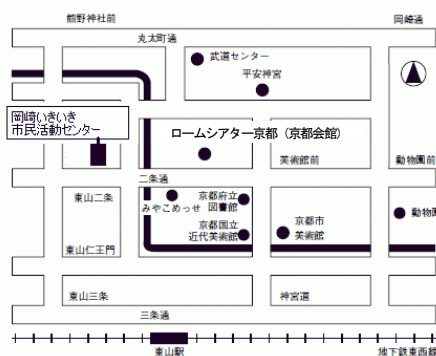 熊野神社前
岡崎通
丸太町通
武道センター
平安神宮
岡崎いきいき
市民活動センター
ロームシアター京都（京都会館）
美術館前
動物園前
二条通
東山二条
みやこめっせ
京都府立
図書館
動物園
京都国立
近代美術館
京都市
美術館
東山仁王門
東山三条
神宮道
三条通
東山駅
地下鉄東西線